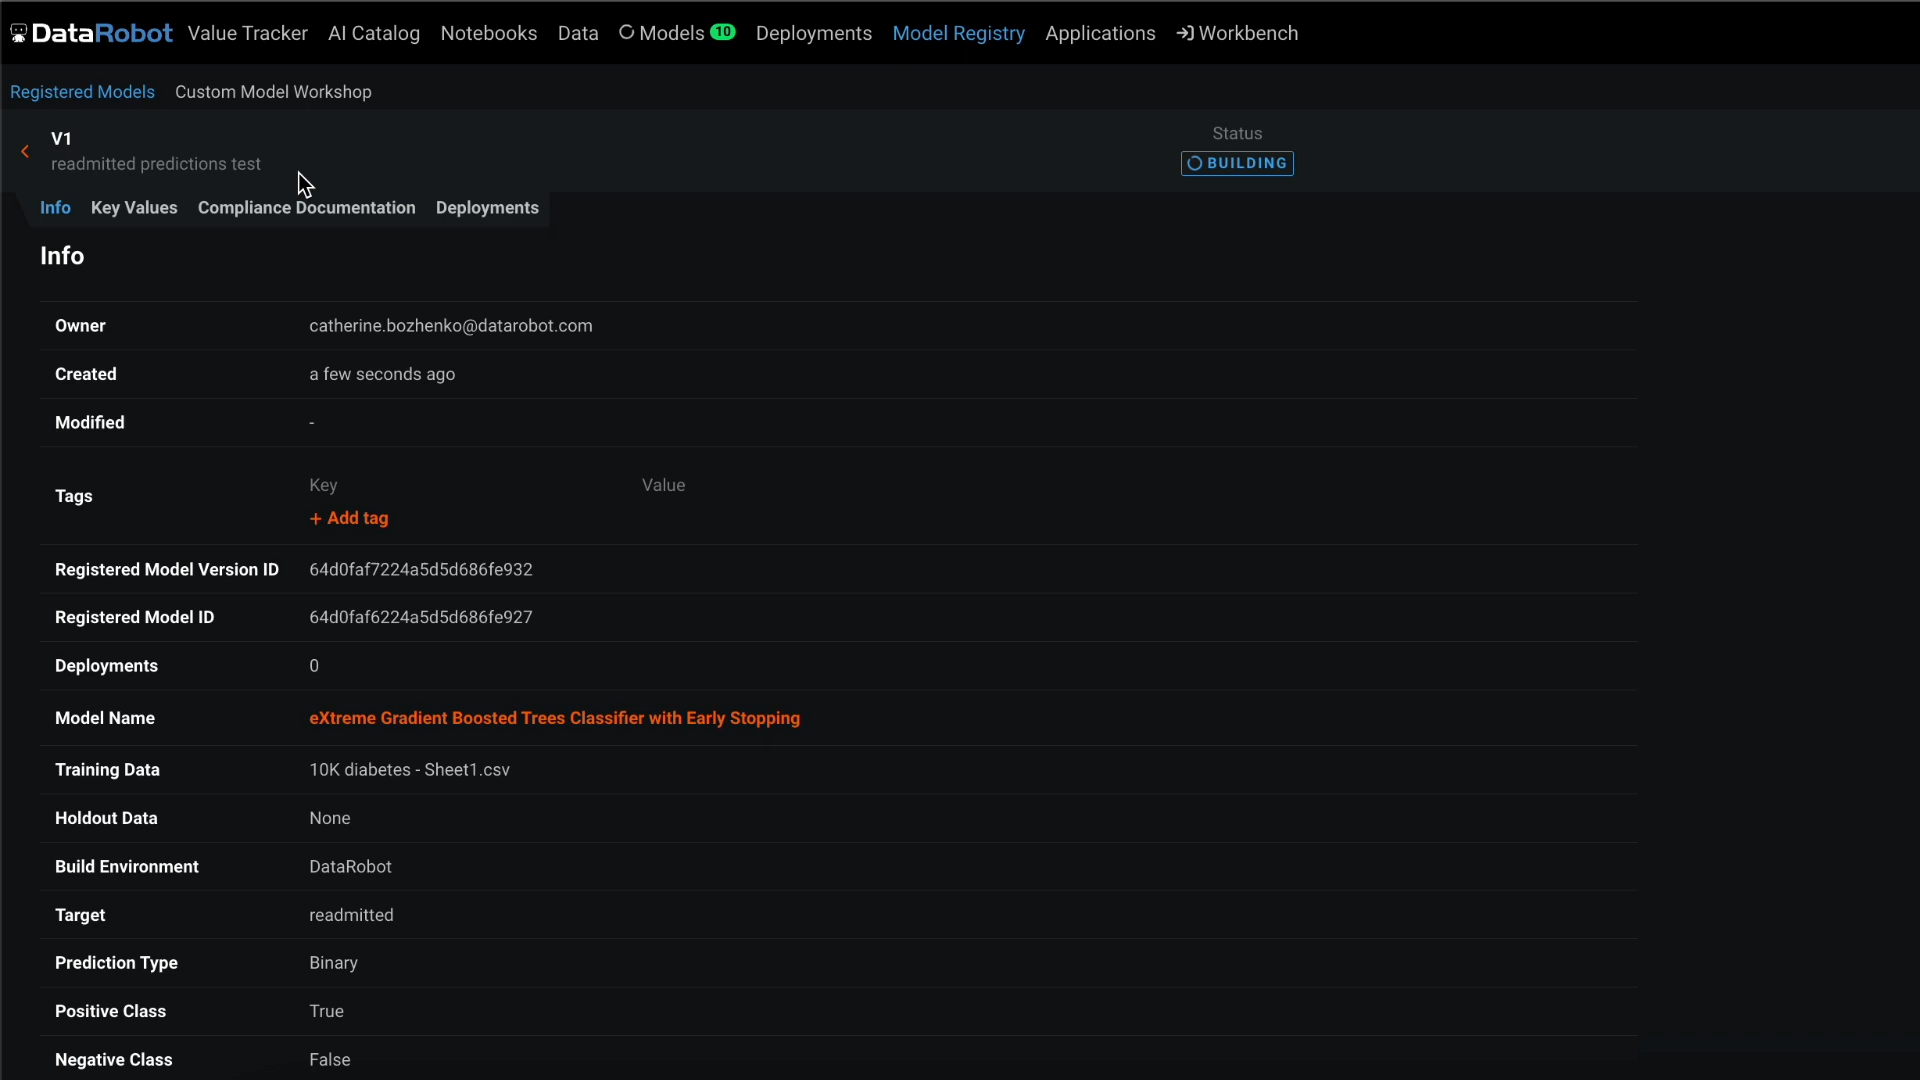 DataRobot Value Tracker AI Catalog Notebooks Data Models 10 Deployments Model Registry Applications Workbench
Registered Models Custom Model Workshop
V1
readmitted predictions test
Status
BUILDING
Info Key Values Compliance Documentation Deployments
Info
Owner catherine.bozhenko@datarobot.com
Created a few seconds ago
Modified -
Tags
Key Value
+ Add tag
Registered Model Version ID 64d0faf7224a5d5d686fe932
Registered Model ID 64d0faf6224a5d5d686fe927
Deployments 0
Model Name eXtreme Gradient Boosted Trees Classifier with Early Stopping
Training Data 10K diabetes - Sheet1.csv
Holdout Data None
Build Environment DataRobot
Target readmitted
Prediction Type Binary
Positive Class True
Negative Class False